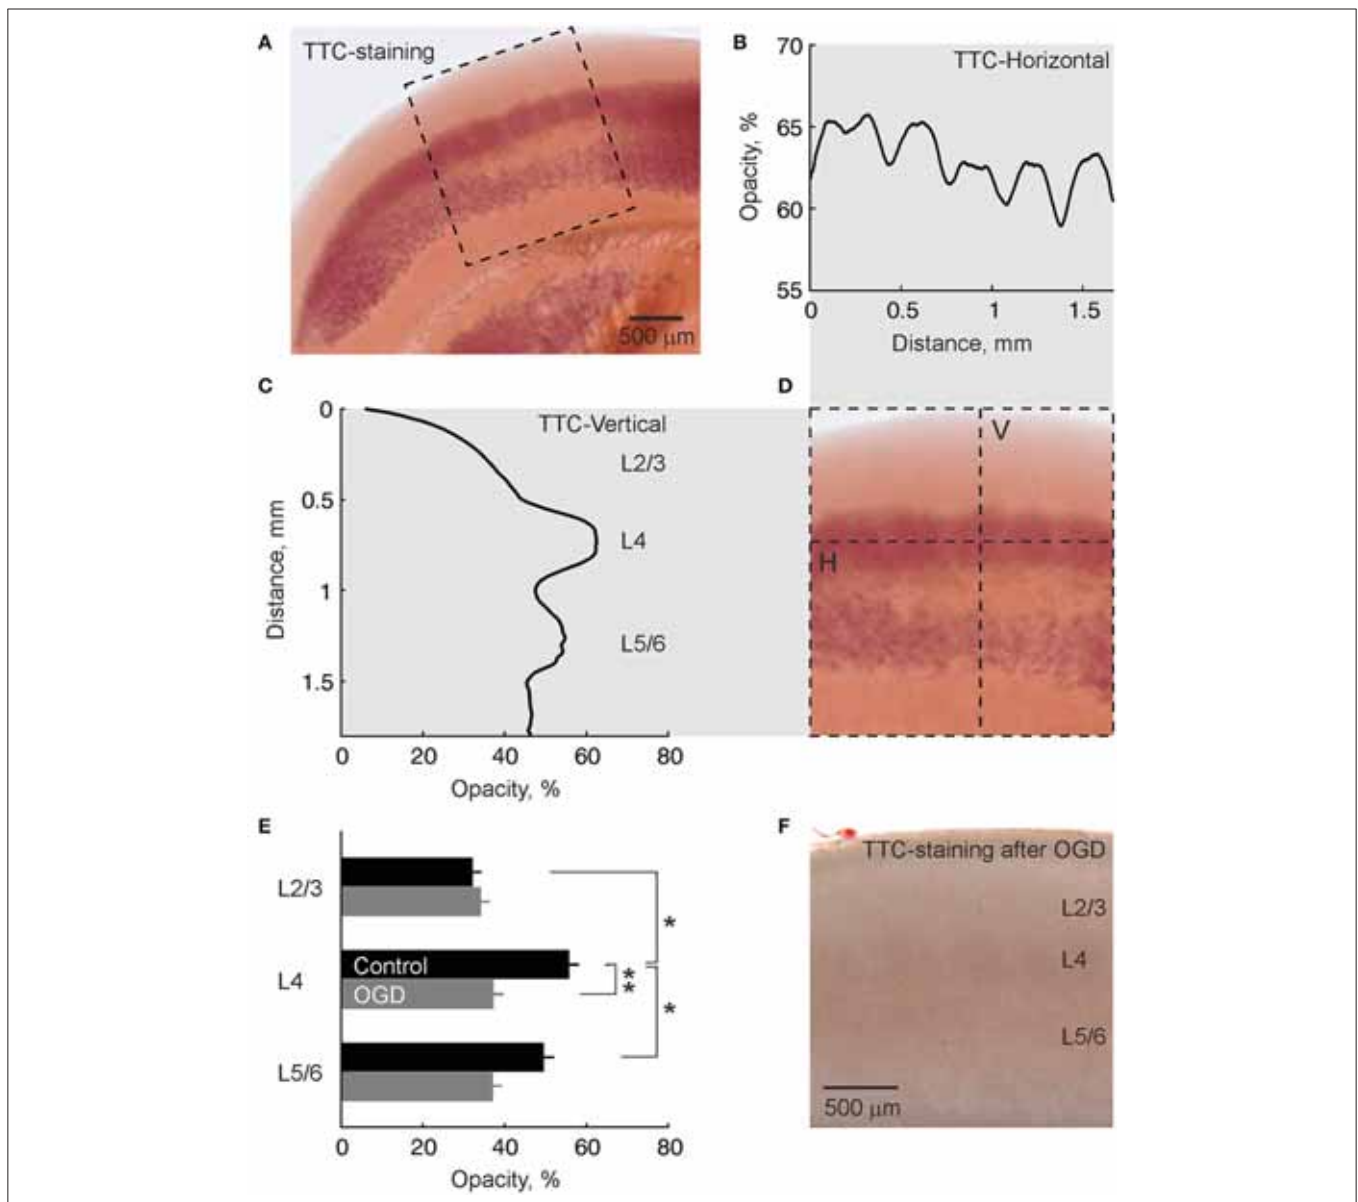 A
TTC-staining
500 μm
B
TTC-Horizontal
70
65
60
55
Opacity, %
0 0.5 1 1.5
Distance, mm
C
TTC-Vertical
L2/3
L4
L5/6
0
0.5
1
1.5
Distance, mm
0 20 40 60 80
Opacity, %
D
V
H
E
L2/3
L4
L5/6
Control
OGD
*
* *
*
0 20 40 60 80
Opacity, %
F
TTC-staining after OGD
L2/3
L4
L5/6
500 μm